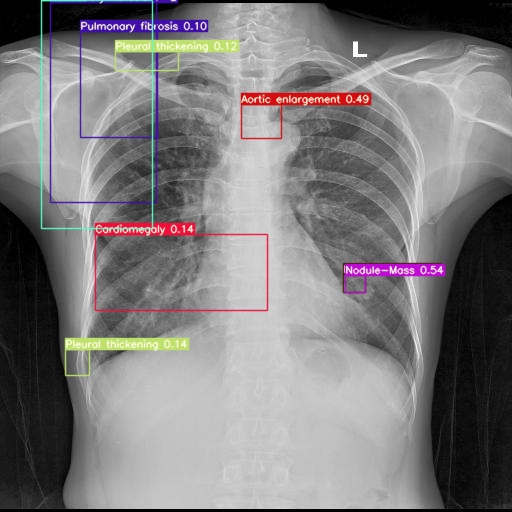 Pulmonary fibrosis 0.10
Pleural thickening 0.12
L
Aortic enlargement 0.49
Cardiomegaly 0.14
Nodule-Mass 0.54
Pleural thickening 0.14